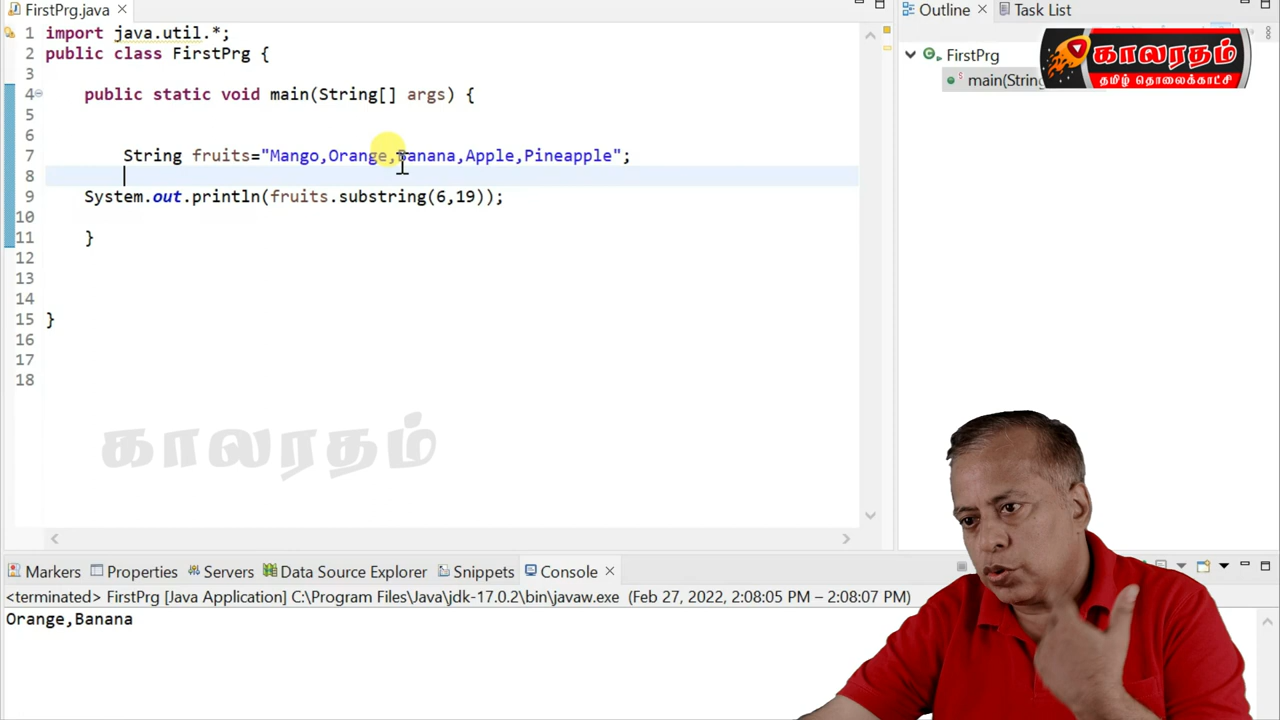 FirstPrg.java
1 import java.util.*;
2 public class FirstPrg {
3
4 public static void main(String[] args) {
5
6
7 String fruits="Mango,Orange,Banana,Apple,Pineapple";
8
9 System.out.println(fruits.substring(6,19));
10
11 }
12
13
14
15 }
16
17
18
Outline
Task List
FirstPrg
main(String
காலரதம்
தமிழ் தொலைக்காட்சி
காலரதம்
Markers Properties Servers Data Source Explorer Snippets Console
<terminated> FirstPrg [Java Application] C:\Program Files\Java\jdk-17.0.2\bin\javaw.exe (Feb 27, 2022, 2:08:05 PM – 2:08:07 PM)
Orange,Banana